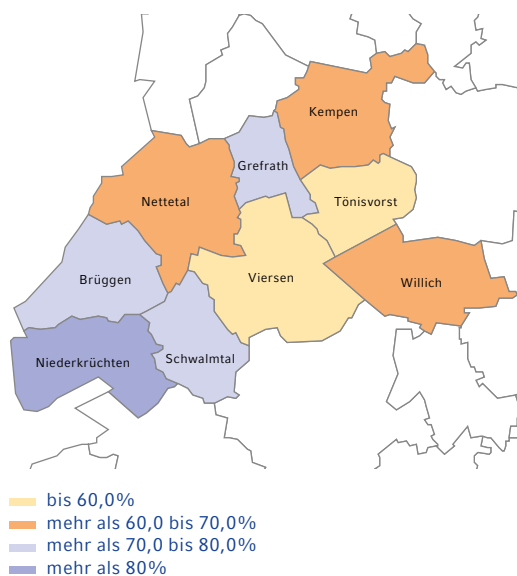 Kempen
Grefrath
Nettetal
Tönisvorst
Brüggen
Viersen
Willich
Niederkrüchten
Schwalmtal
bis 60,0%
mehr als 60,0 bis 70,0%
mehr als 70,0 bis 80,0%
mehr als 80%